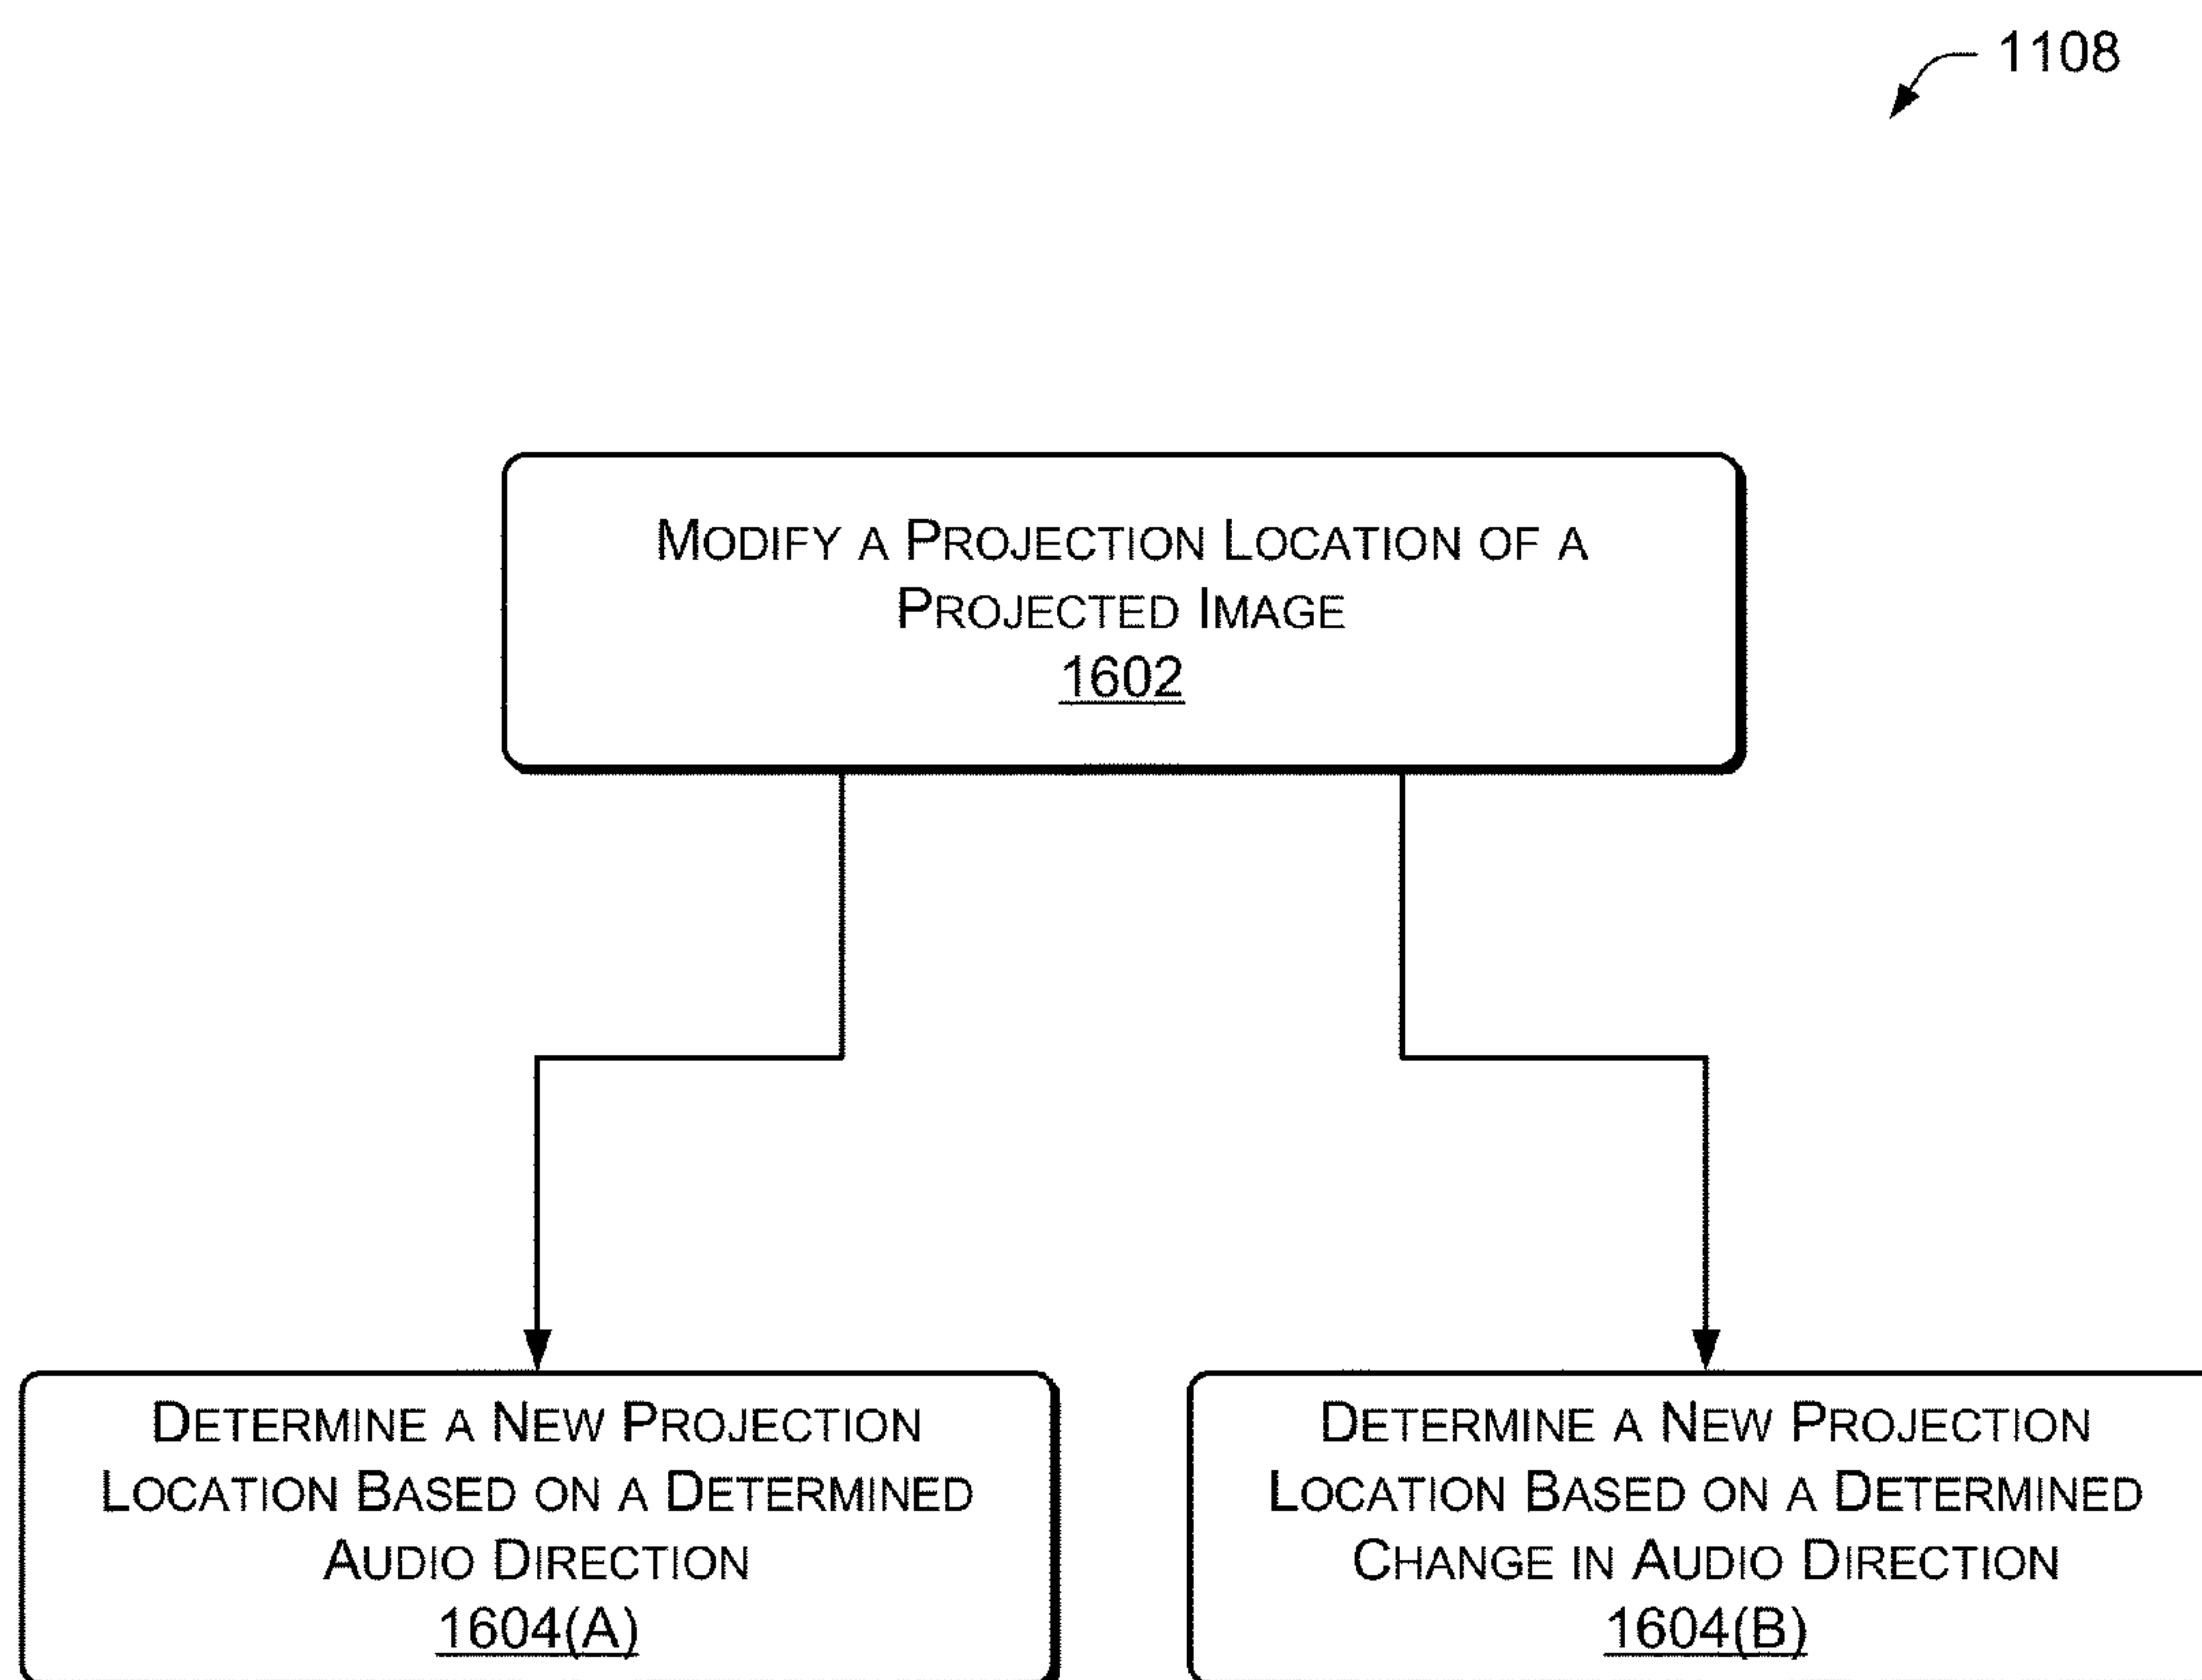 1108
MODIFY A PROJECTION LOCATION OF A
PROJECTED IMAGE
1602
DETERMINE A NEW PROJECTION
LOCATION BASED ON A DETERMINED
AUDIO DIRECTION
1604(A)
DETERMINE A NEW PROJECTION
LOCATION BASED ON A DETERMINED
CHANGE IN AUDIO DIRECTION
1604(B)